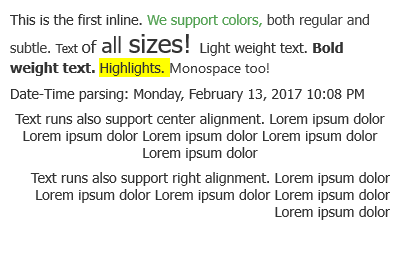 This is the first inline. We support colors, both regular and
subtle. Text of all sizes! Light weight text. Bold
weight text. Highlights. Monospace too!
Date-Time parsing: Monday, February 13, 2017 10:08 PM
Text runs also support center alignment. Lorem ipsum dolor
Lorem ipsum dolor Lorem ipsum dolor Lorem ipsum dolor
Lorem ipsum dolor
Text runs also support right alignment. Lorem ipsum dolor
Lorem ipsum dolor Lorem ipsum dolor Lorem ipsum dolor
Lorem ipsum dolor